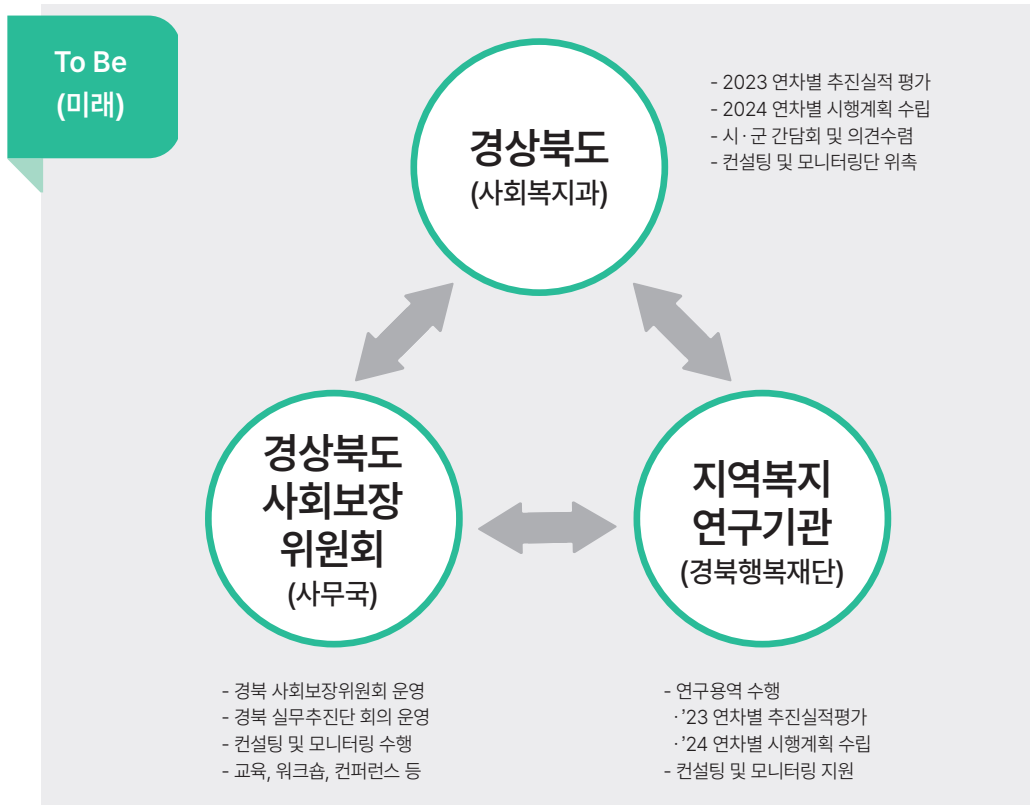 To Be
(미래)
경상북도
(사회복지과)
- 2023 연차별 추진실적 평가
- 2024 연차별 시행계획 수립
- 시·군 간담회 및 의견수렴
- 컨설팅 및 모니터링단 위촉
경상북도
사회보장
위원회
(사무국)
지역복지
연구기관
(경북행복재단)
- 경북 사회보장위원회 운영
- 경북 실무추진단 회의 운영
- 컨설팅 및 모니터링 수행
- 교육, 워크숍, 컨퍼런스 등
- 연구용역 수행
·’23 연차별 추진실적평가
·’24 연차별 시행계획 수립
- 컨설팅 및 모니터링 지원